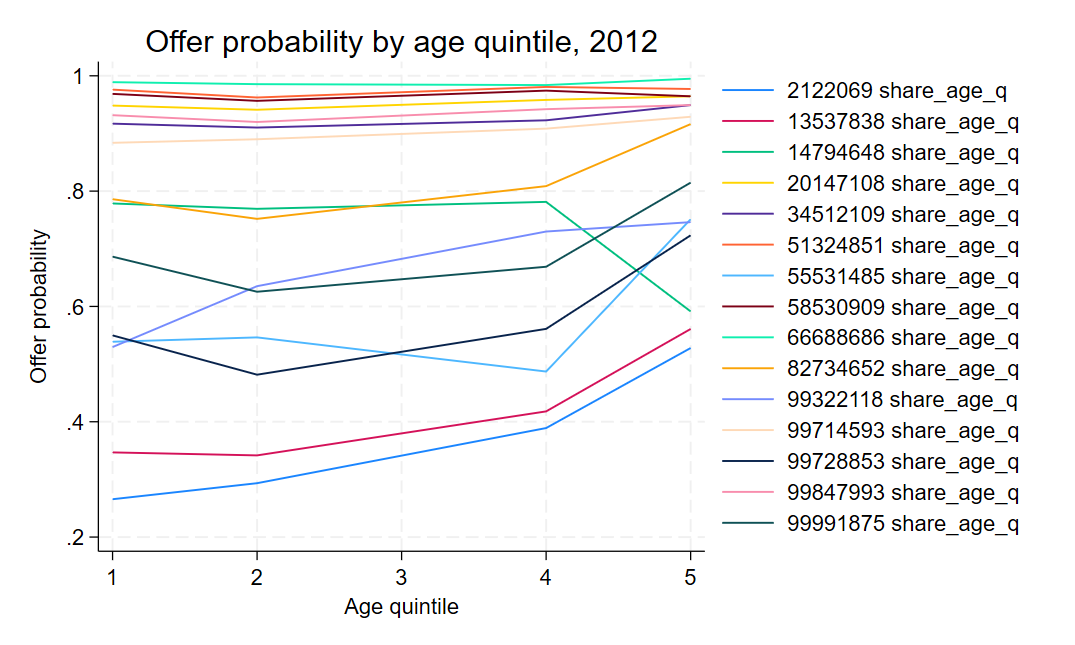 Offer probability by age quintile, 2012
Offer probability
1
.8
.6
.4
.2
1 2 3 4 5
Age quintile
2122069 share_age_q
13537838 share_age_q
14794648 share_age_q
20147108 share_age_q
34512109 share_age_q
51324851 share_age_q
55531485 share_age_q
58530909 share_age_q
66688686 share_age_q
82734652 share_age_q
99322118 share_age_q
99714593 share_age_q
99728853 share_age_q
99847993 share_age_q
99991875 share_age_q